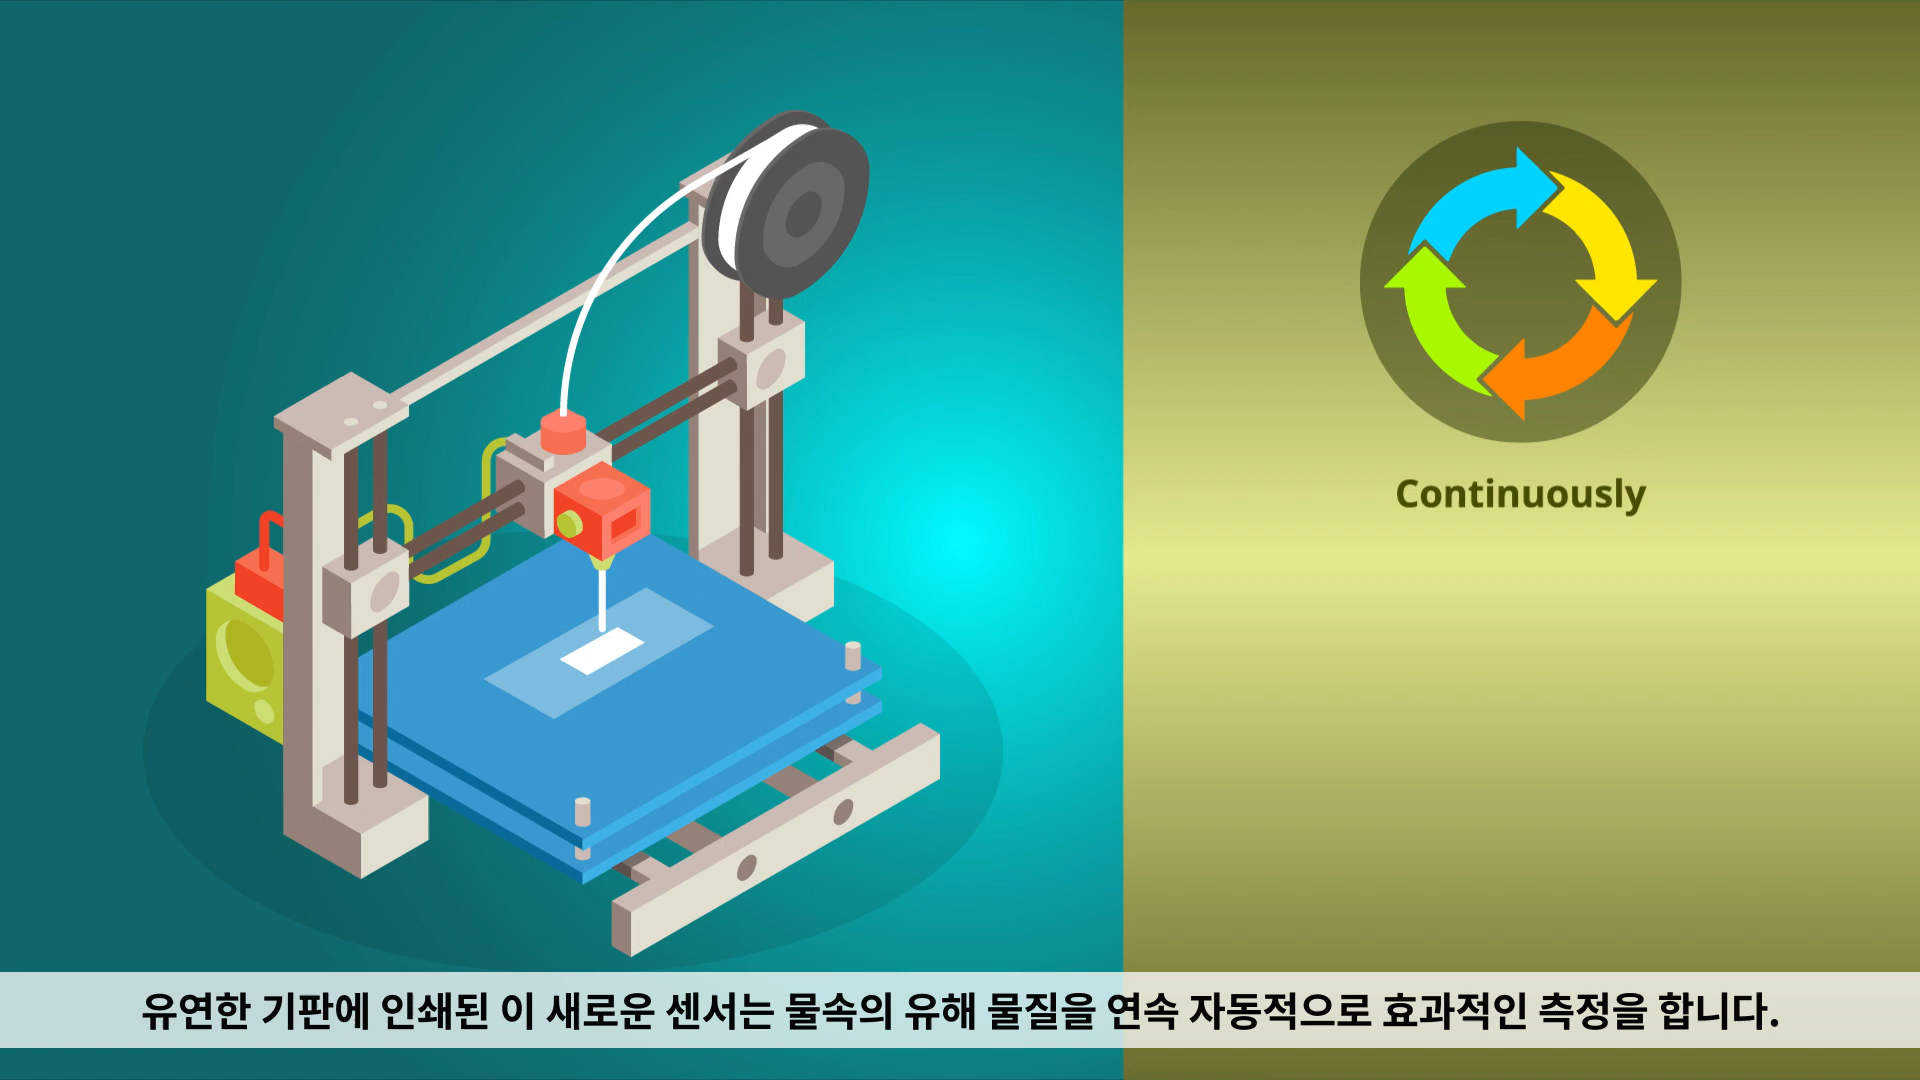 Continuously
유연한 기판에 인쇄된 이 새로운 센서는 물속의 유해 물질을 연속 자동적으로 효과적인 측정을 합니다.